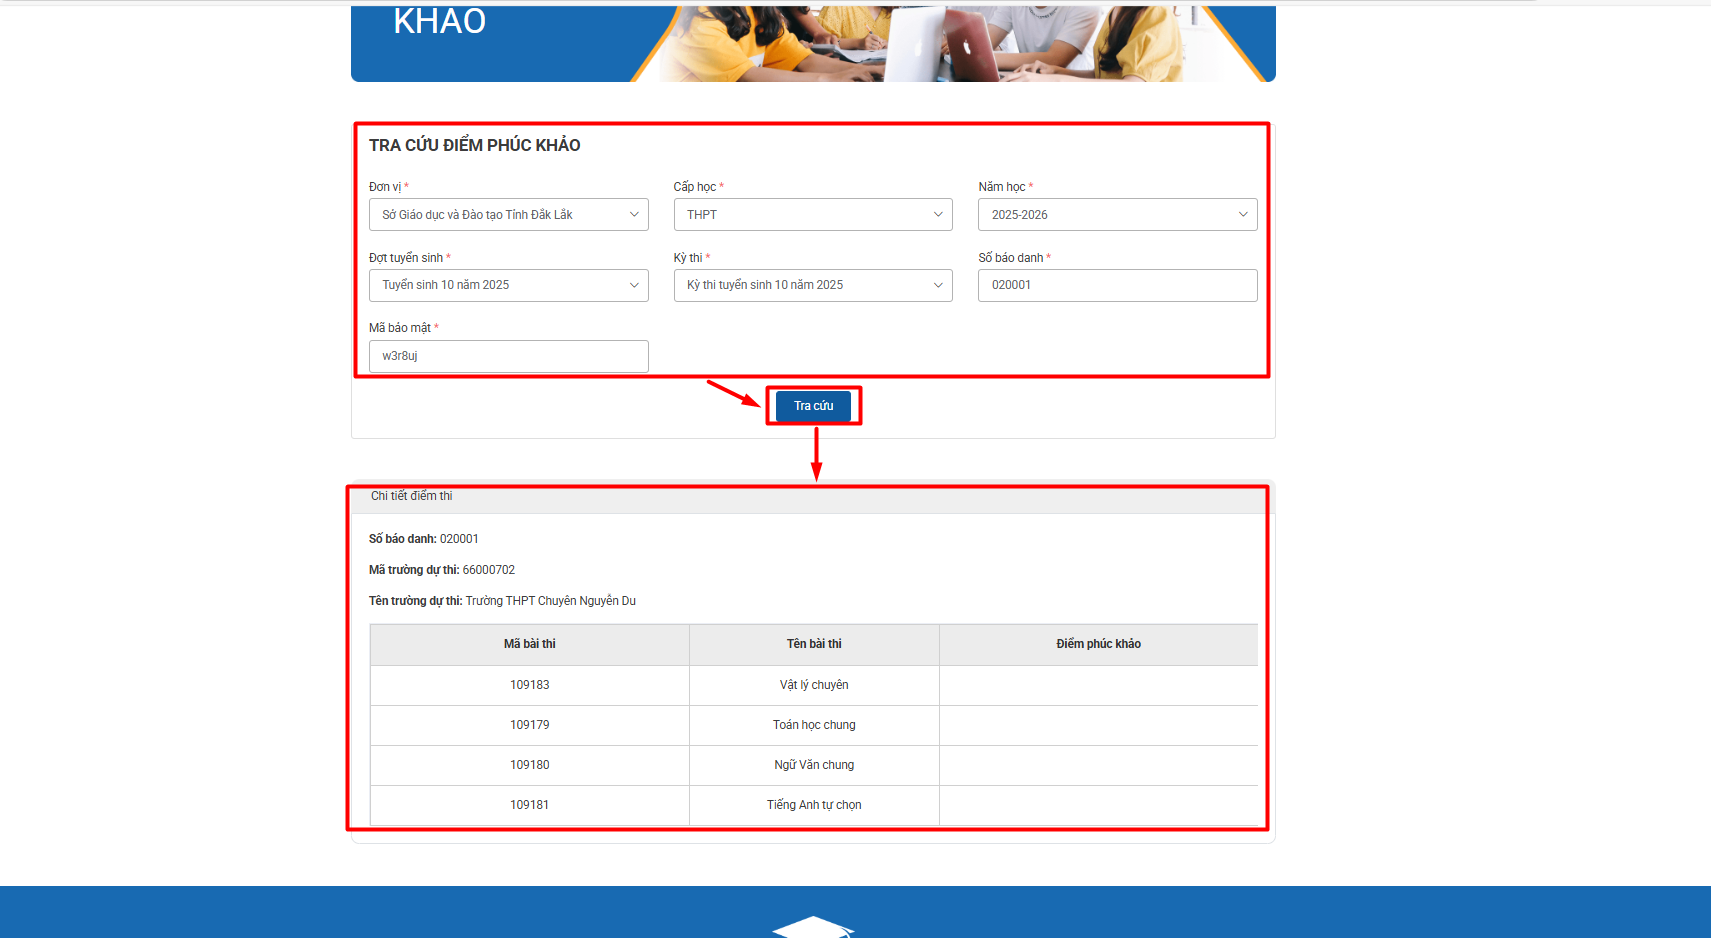 KHẢO
TRA CỨU ĐIỂM PHÚC KHẢO
Đơn vị * Cấp học * Năm học *
Sở Giáo dục và Đào tạo Tỉnh Đắk Lắk THPT 2025-2026
Đợt tuyển sinh * Kỳ thi * Số báo danh *
Tuyển sinh 10 năm 2025 Kỳ thi tuyển sinh 10 năm 2025 020001
Mã bảo mật *
w3r8uj
Tra cứu
Chi tiết điểm thi
Số báo danh: 020001
Mã trường dự thi: 66000702
Tên trường dự thi: Trường THPT Chuyên Nguyễn Du
Mã bài thi Tên bài thi Điểm phúc khảo
109183 Vật lý chuyên
109179 Toán học chung
109180 Ngữ Văn chung
109181 Tiếng Anh tự chọn